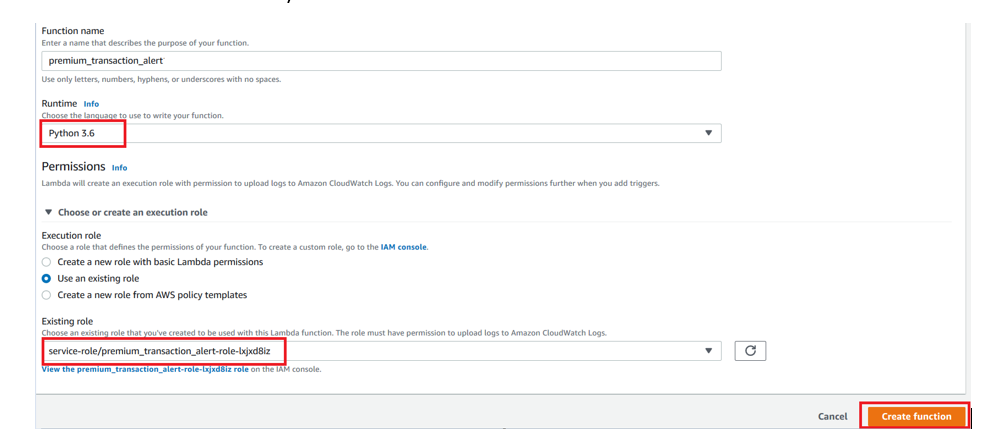 Function name
Enter a name that describes the purpose of your function.
premium_transaction_alert
Use only letters, numbers, hyphens, or underscores with no spaces.
Runtime Info
Choose the language to use to write your function.
Python 3.6
Permissions Info
Lambda will create an execution role with permission to upload logs to Amazon CloudWatch Logs. You can configure and modify permissions further when you add triggers.
Choose or create an execution role
Execution role
Choose a role that defines the permissions of your function. To create a custom role, go to the IAM console.
Create a new role with basic Lambda permissions
Use an existing role
Create a new role from AWS policy templates
Existing role
Choose an existing role that you've created to be used with this Lambda function. The role must have permission to upload logs to Amazon CloudWatch Logs.
service-role/premium_transaction_alert-role-lxjxd8iz
View the premium_transaction_alert-role-lxjxd8iz role on the IAM console.
Cancel Create function